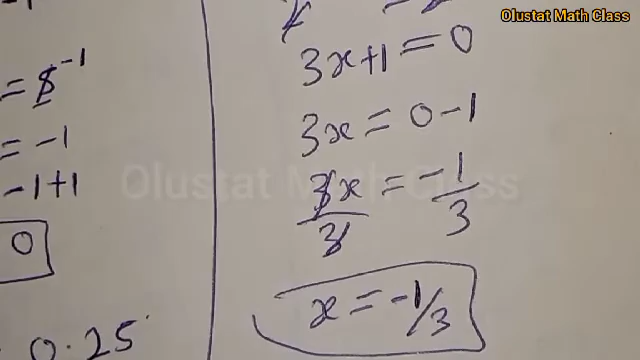 Olustat Math Class
= 5^-1
= -1
-1+1
0
0.25
3x+1=0
3x=0-1
3x/3 = -1/3
x=-1/3
Olustat Math Class